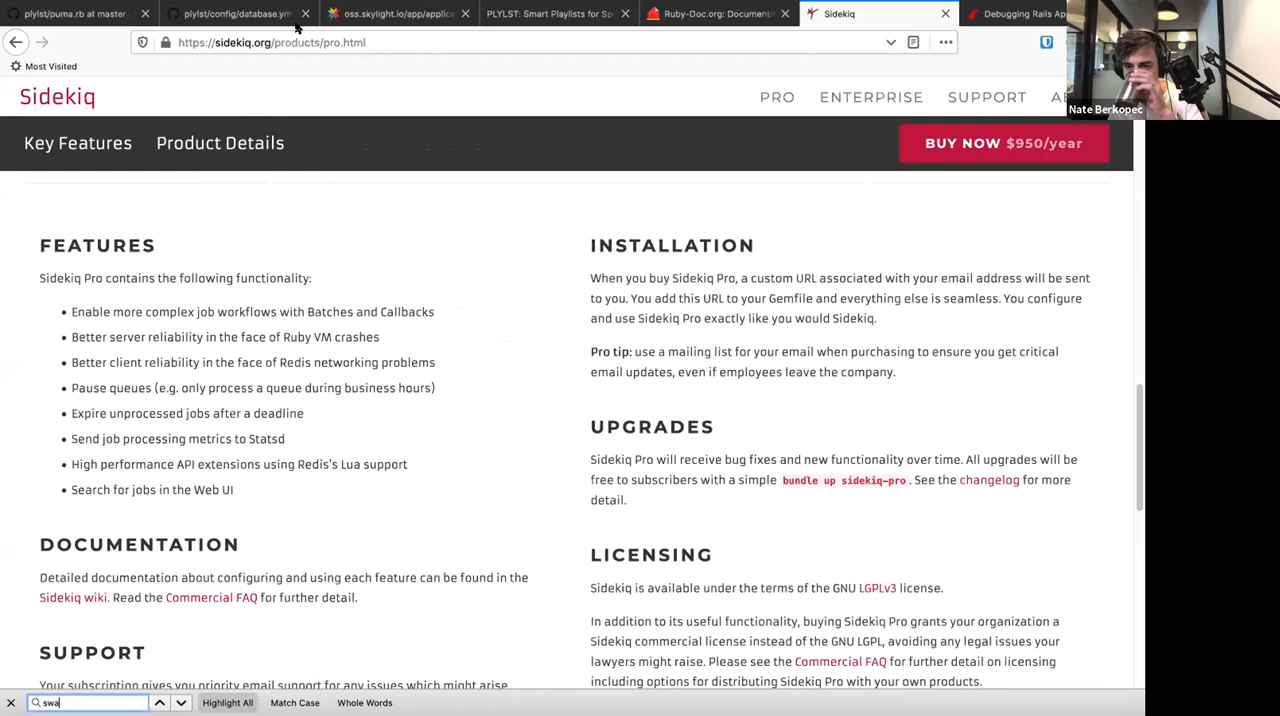 plylst/puma.rb at master ·
plylst/config/database.ym
oss.skylight.io/app/applica
PLYLST: Smart Playlists for Sp
Ruby-Doc.org: Documenti
Sidekiq
Debugging Rails Ap
https://sidekiq.org/products/pro.html
Most Visited
Nate Berkopec
Sidekiq
PRO
ENTERPRISE
SUPPORT
Key Features
Product Details
BUY NOW $950/year
FEATURES
Sidekiq Pro contains the following functionality:
• Enable more complex job workflows with Batches and Callbacks
• Better server reliability in the face of Ruby VM crashes
• Better client reliability in the face of Redis networking problems
• Pause queues (e.g. only process a queue during business hours)
• Expire unprocessed jobs after a deadline
• Send job processing metrics to Statsd
• High performance API extensions using Redis's Lua support
• Search for jobs in the Web UI
DOCUMENTATION
Detailed documentation about configuring and using each feature can be found in the
Sidekiq wiki. Read the Commercial FAQ for further detail.
SUPPORT
Your subscription gives you priority email support for any issues which might arise
INSTALLATION
When you buy Sidekiq Pro, a custom URL associated with your email address will be sent
to you. You add this URL to your Gemfile and everything else is seamless. You configure
and use Sidekiq Pro exactly like you would Sidekiq.
Pro tip: use a mailing list for your email when purchasing to ensure you get critical
email updates, even if employees leave the company.
UPGRADES
Sidekiq Pro will receive bug fixes and new functionality over time. All upgrades will be
free to subscribers with a simple bundle up sidekiq-pro. See the changelog for more
detail.
LICENSING
Sidekiq is available under the terms of the GNU LGPLv3 license.
In addition to its useful functionality, buying Sidekiq Pro grants your organization a
Sidekiq commercial license instead of the GNU LGPL, avoiding any legal issues your
lawyers might raise. Please see the Commercial FAQ for further detail on licensing
including options for distributing Sidekiq Pro with your own products.
swa
Highlight All
Match Case
Whole Words